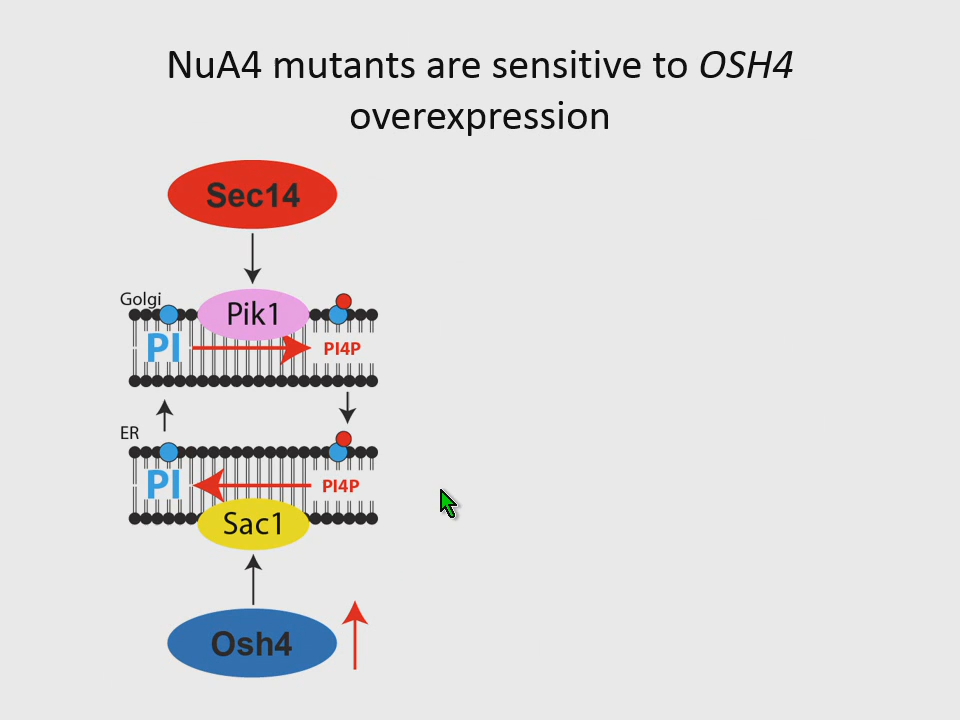 NuA4 mutants are sensitive to OSH4
overexpression
Sec14
Golgi
Pik1
PI
PI4P
ER
PI
PI4P
Sac1
Osh4